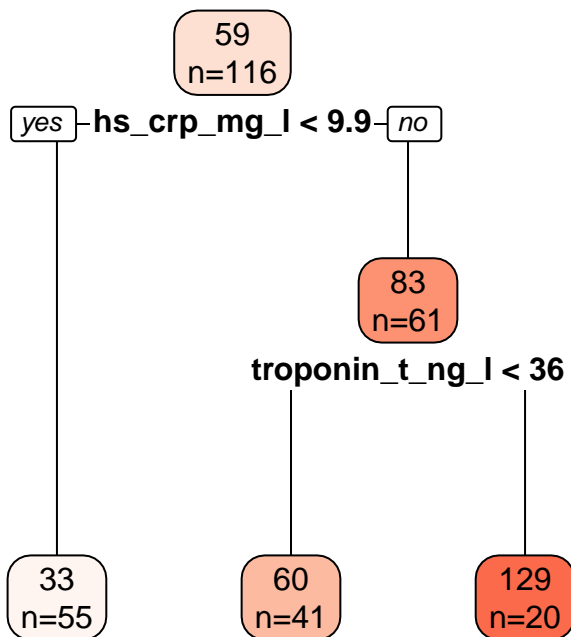 59
n=116
yes hs_crp_mg_l < 9.9 no
83
n=61
troponin_t_ng_l < 36
33
n=55
60
n=41
129
n=20